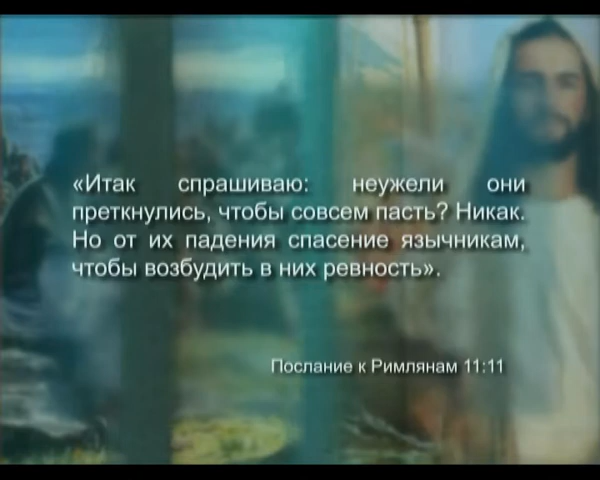 «Итак спрашиваю: неужели они
преткнулись, чтобы совсем пасть? Никак.
Но от их падения спасение язычникам,
чтобы возбудить в них ревность».
Послание к Римлянам 11:11